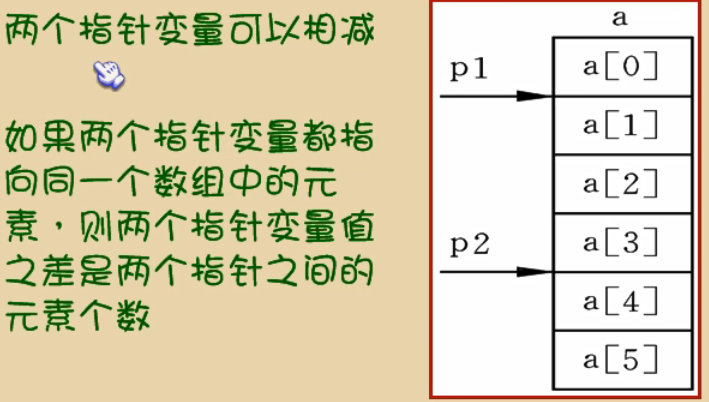 两个指针变量可以相减
如果两个指针变量都指
向同一个数组中的元
素，则两个指针变量值
之差是两个指针之间的
元素个数
a
p1
a[0]
a[1]
a[2]
p2
a[3]
a[4]
a[5]